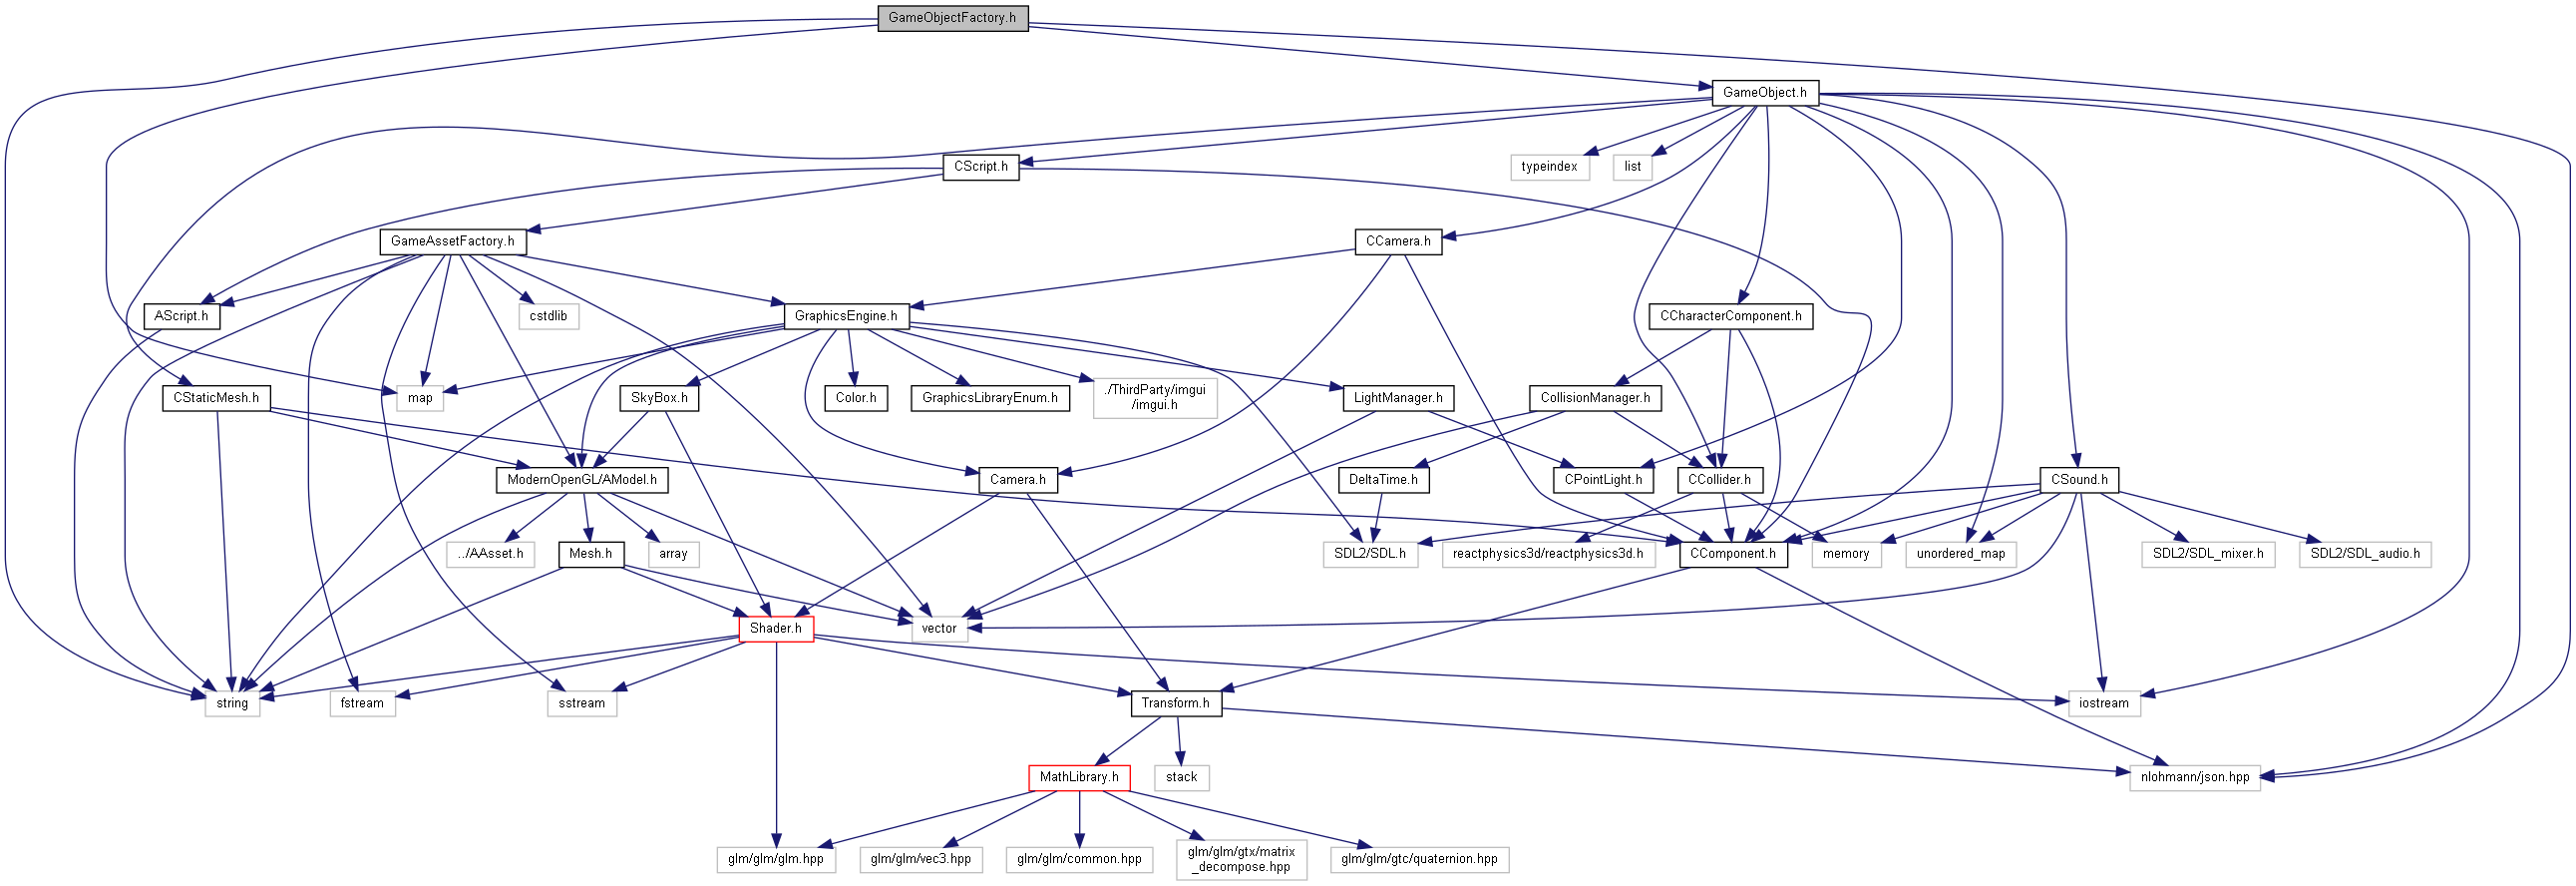 GameObjectFactory.h
GameObject.h
CScript.h
typeindex
list
GameAssetFactory.h
CCamera.h
AScript.h
cstdlib
GraphicsEngine.h
CCharacterComponent.h
CStaticMesh.h
map
SkyBox.h
Color.h
GraphicsLibraryEnum.h
./ThirdParty/imgui
/imgui.h
LightManager.h
CollisionManager.h
ModernOpenGL/AModel.h
Camera.h
DeltaTime.h
CPointLight.h
CCollider.h
CSound.h
../AAsset.h
Mesh.h
array
SDL2/SDL.h
reactphysics3d/reactphysics3d.h
CComponent.h
memory
unordered_map
SDL2/SDL_mixer.h
SDL2/SDL_audio.h
Shader.h
vector
string
fstream
sstream
Transform.h
iostream
MathLibrary.h
stack
nlohmann/json.hpp
glm/glm/glm.hpp
glm/glm/vec3.hpp
glm/glm/common.hpp
glm/glm/gtx/matrix
_decompose.hpp
glm/glm/gtc/quaternion.hpp